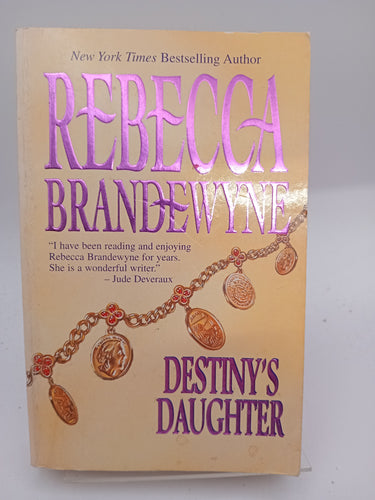 New York Times Bestselling Author
REBECCA
BRANDEWYNE
“I have been reading and enjoying
Rebecca Brandewyne for years.
She is a wonderful writer.”
– Jude Deveraux
DESTINY'S
DAUGHTER